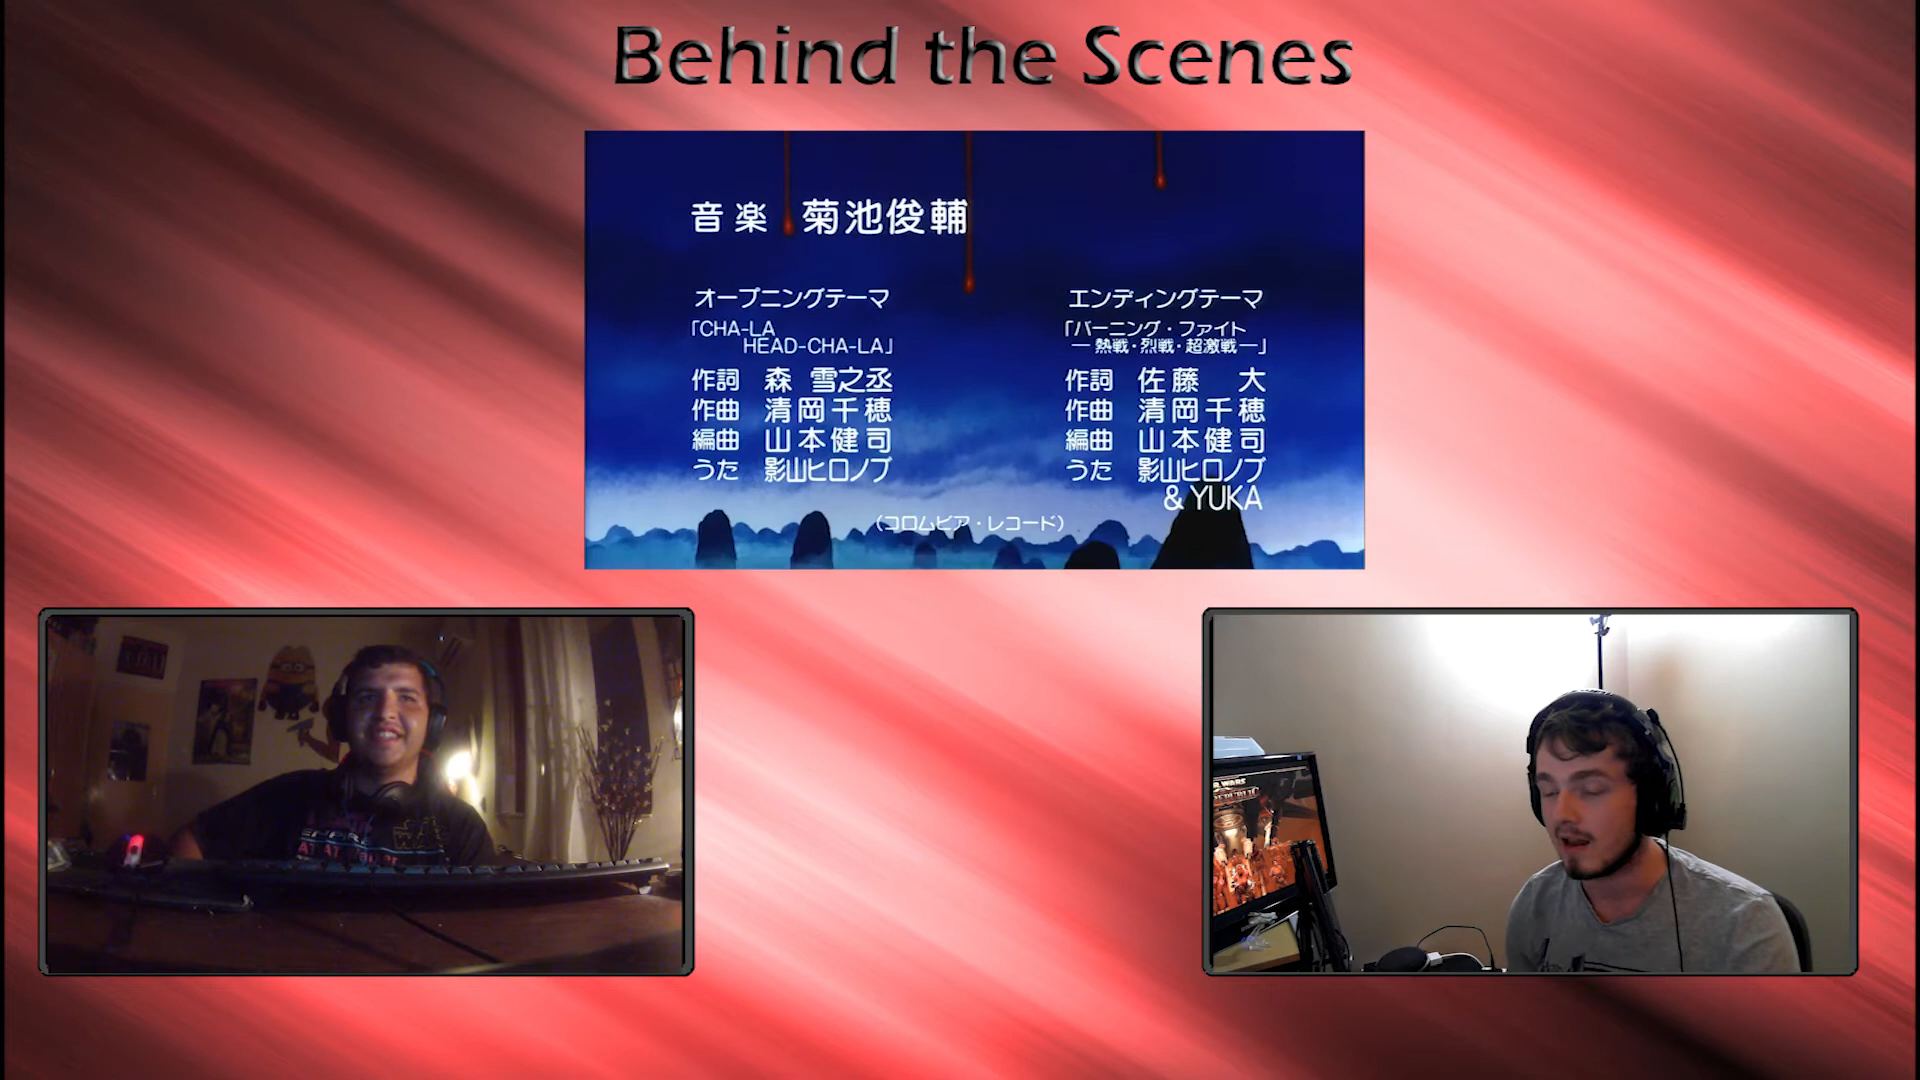 Behind the Scenes
音楽 菊池俊輔
オープニングテーマ
「CHA-LA
HEAD-CHA-LA」
作詞 森 雪之丞
作曲 清岡千穂
編曲 山本健司
うた 影山ヒロノブ
エンディングテーマ
「バーニング・ファイト
―熱戦・烈戦・超激戦―」
作詞 佐藤 大
作曲 清岡千穂
編曲 山本健司
うた 影山ヒロノブ
& YUKA
(コロムビア・レコード)
WARS